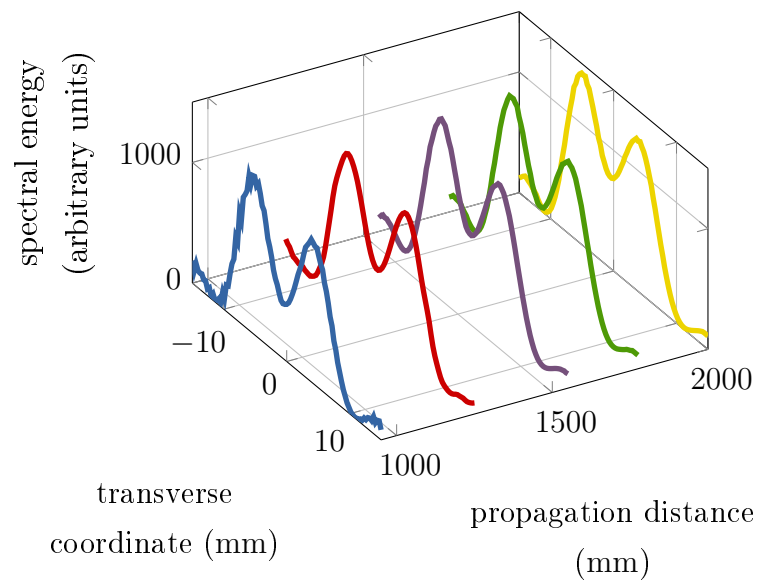 spectral energy
(arbitrary units)
1000
0
−10
0
10
1000
1500
2000
transverse
coordinate (mm)
propagation distance
(mm)